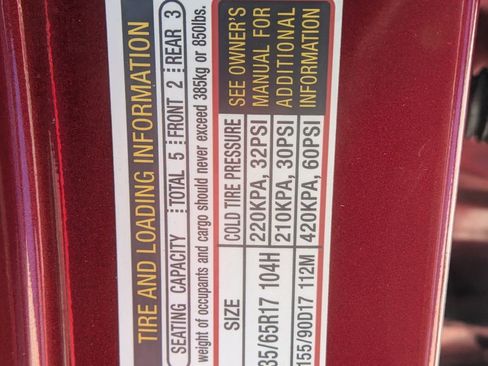 TIRE AND LOADING INFORMATION
SEATING CAPACITY TOTAL 5 FRONT 2 REAR 3
weight of occupants and cargo should never exceed 385kg or 850lbs.
SIZE COLD TIRE PRESSURE
35/65R17 104H 220KPA, 32PSI
210KPA, 30PSI
155/90D17 112M 420KPA, 60PSI
SEE OWNER'S
MANUAL FOR
ADDITIONAL
INFORMATION